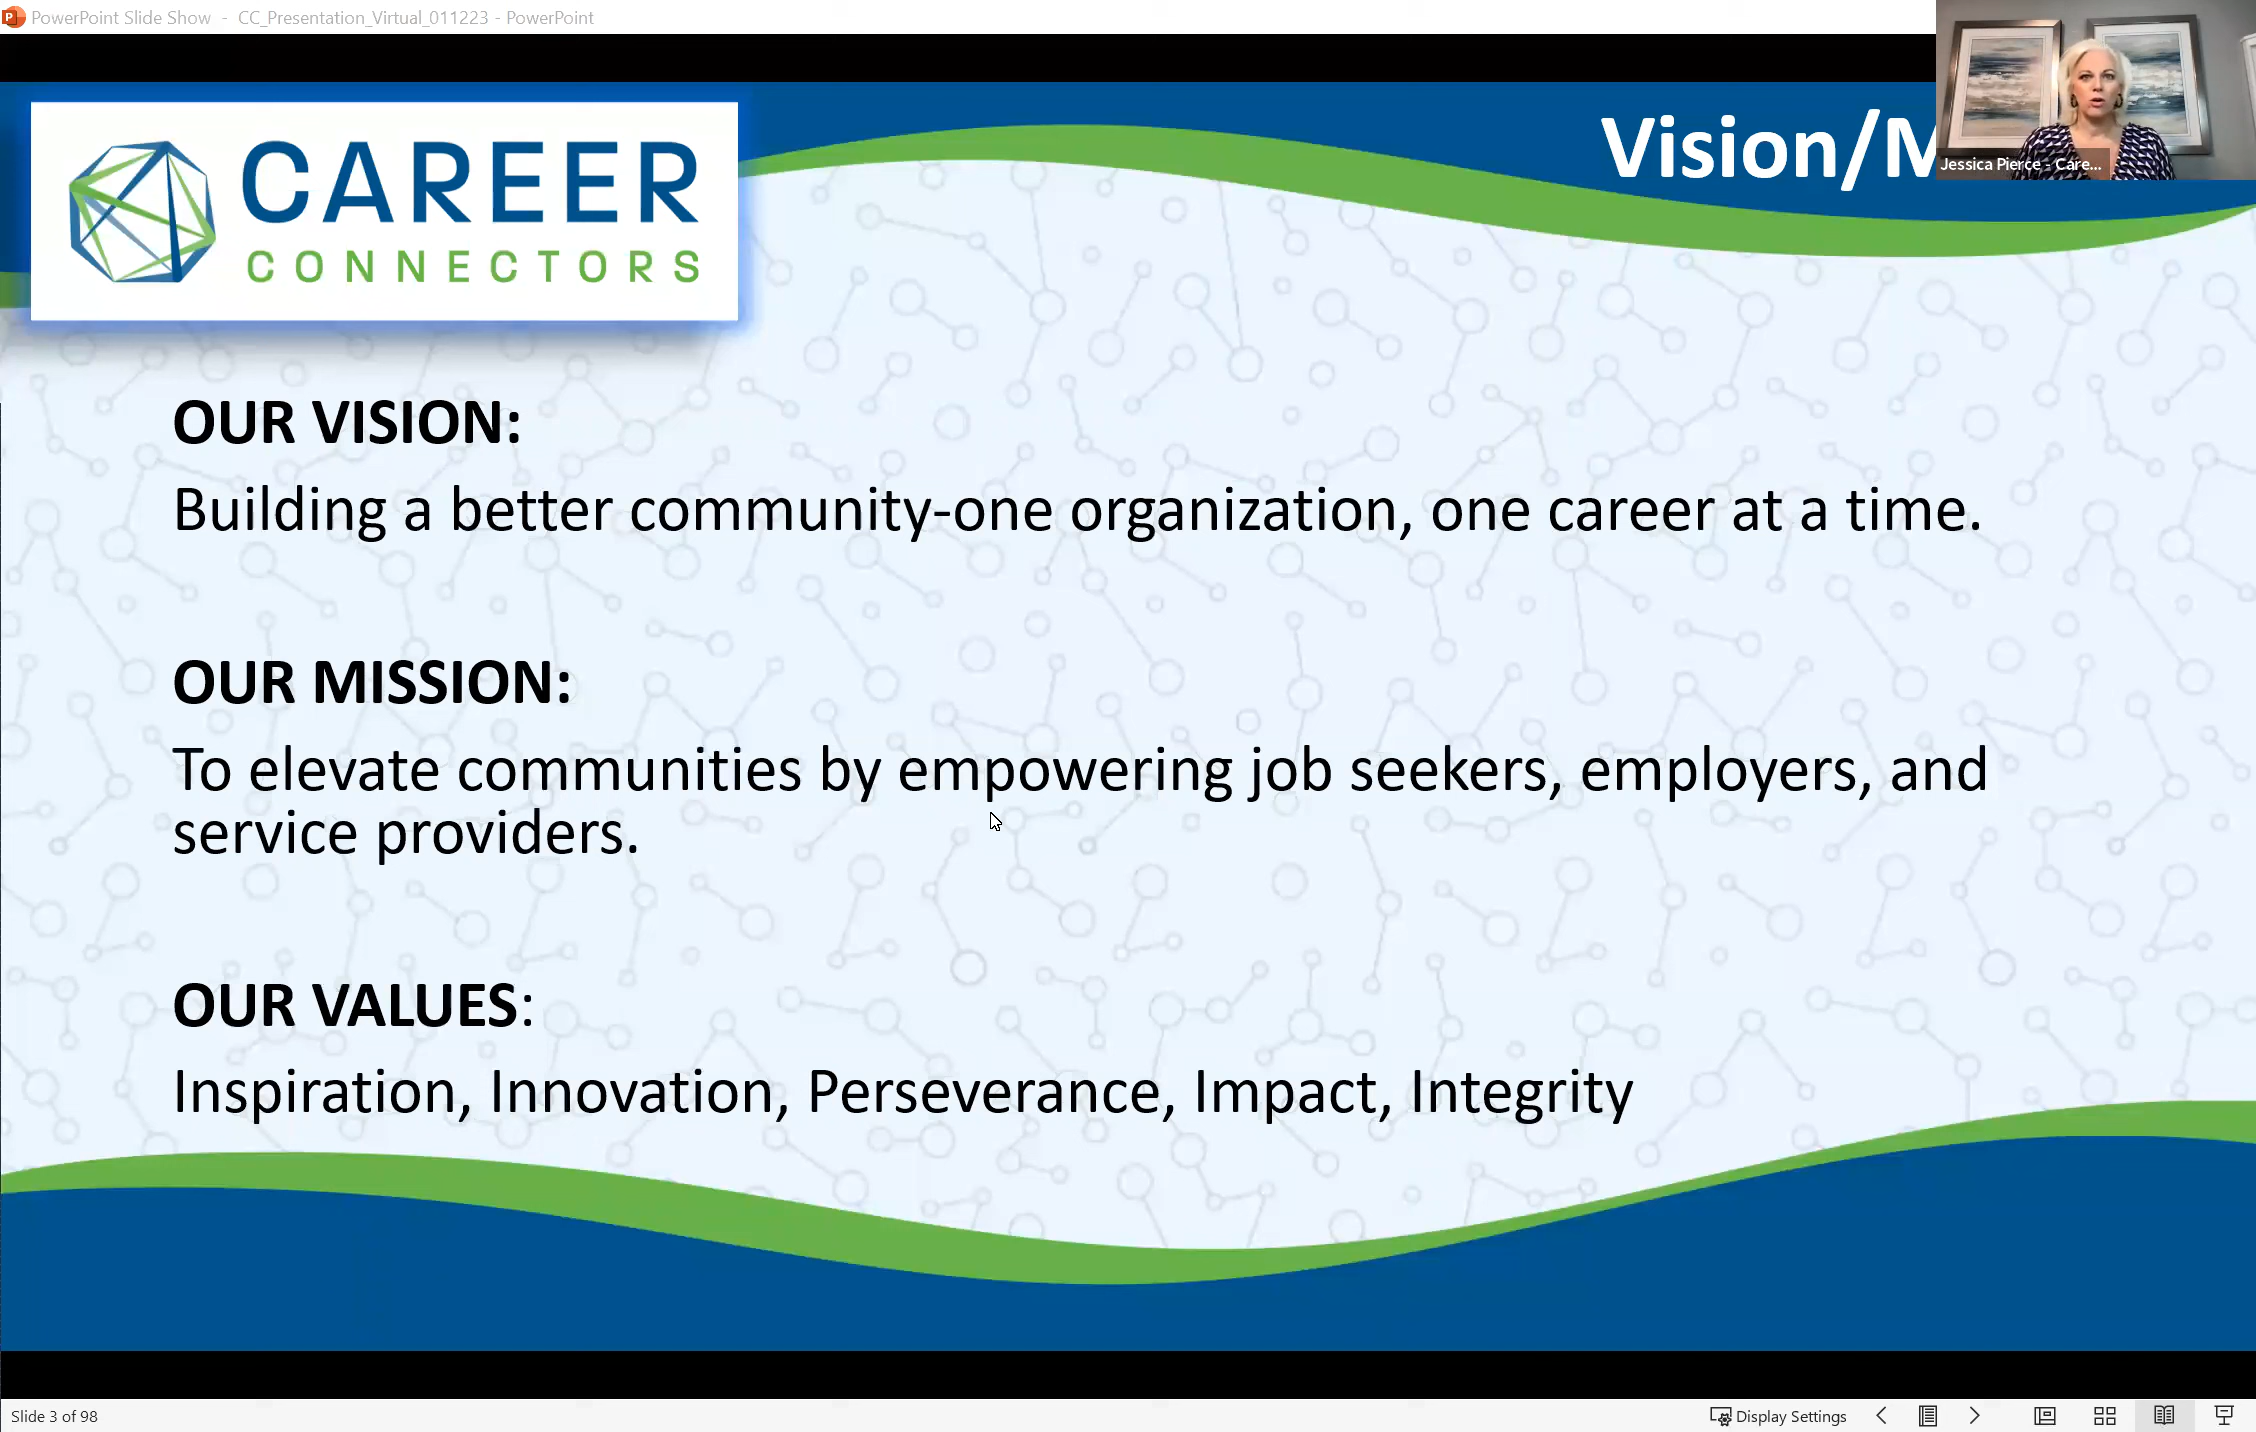 PowerPoint Slide Show - CC_Presentation_Virtual_011223 - PowerPoint
CAREER
CONNECTORS
Vision/M
Jessica Pierce - Care...
OUR VISION:
Building a better community-one organization, one career at a time.
OUR MISSION:
To elevate communities by empowering job seekers, employers, and
service providers.
OUR VALUES:
Inspiration, Innovation, Perseverance, Impact, Integrity
Slide 3 of 98
Display Settings